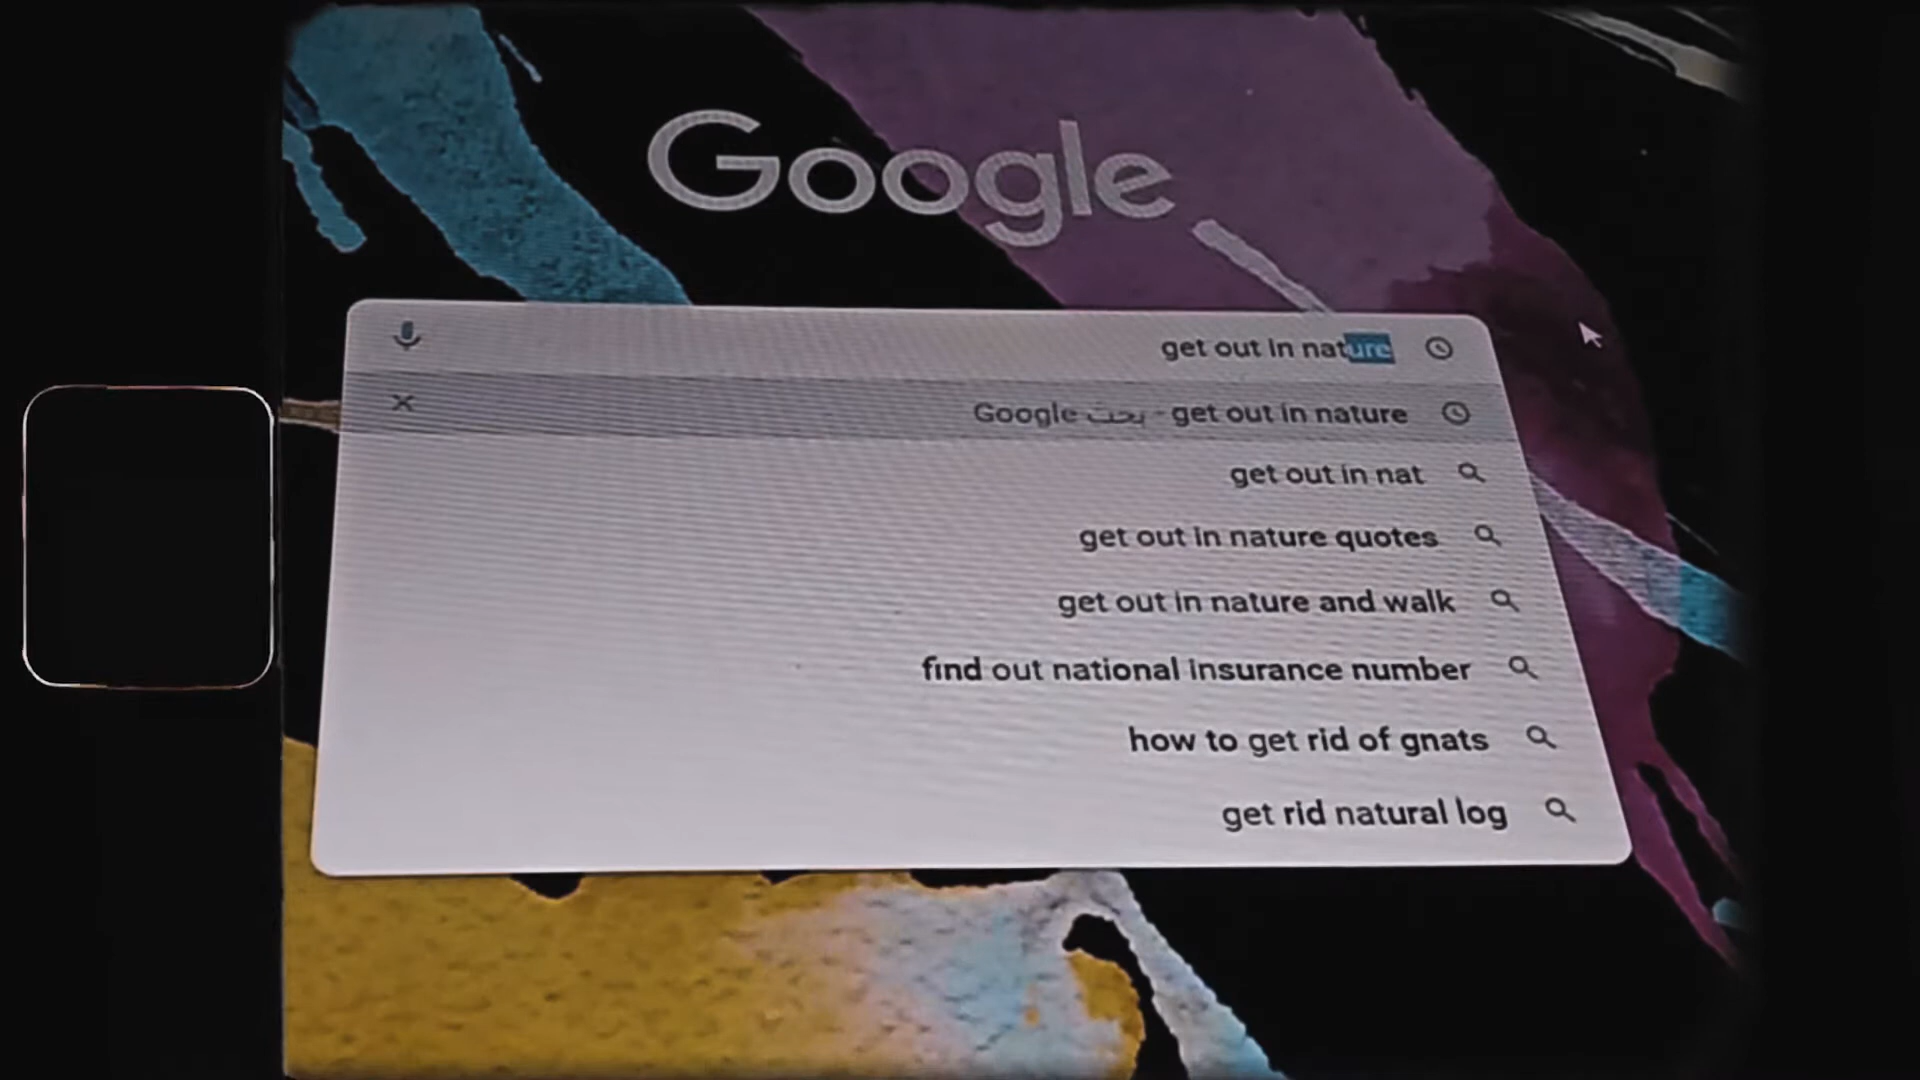 Google
get out in nature
get out in nature - بحث Google
get out in nat
get out in nature quotes
get out in nature and walk
find out national insurance number
how to get rid of gnats
get rid natural log